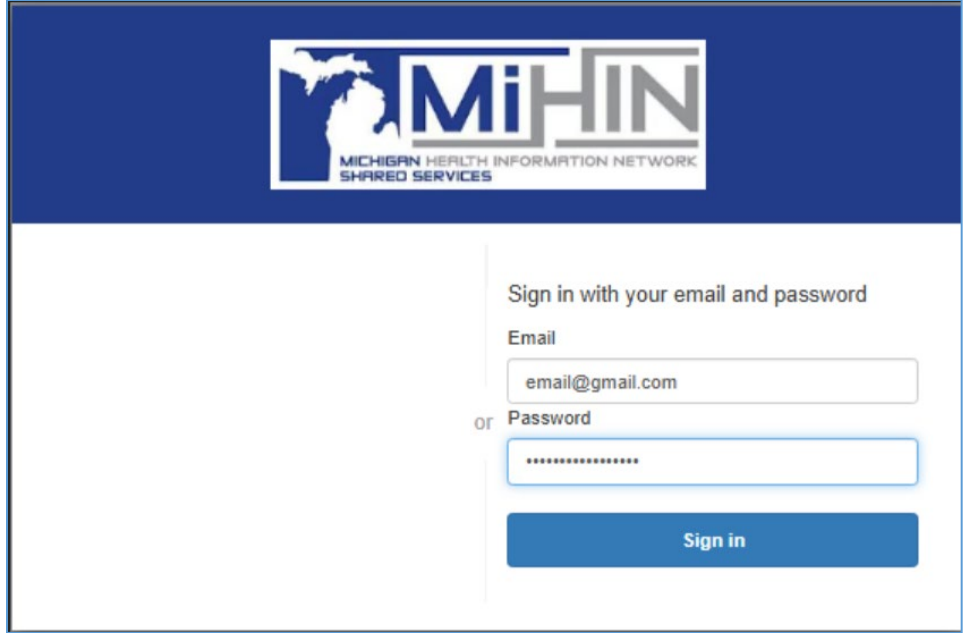 MiHIN
MICHIGAN HEALTH INFORMATION NETWORK
SHARED SERVICES
Sign in with your email and password
Email
email@gmail.com
or
Password
•••••••••••••••••
Sign in